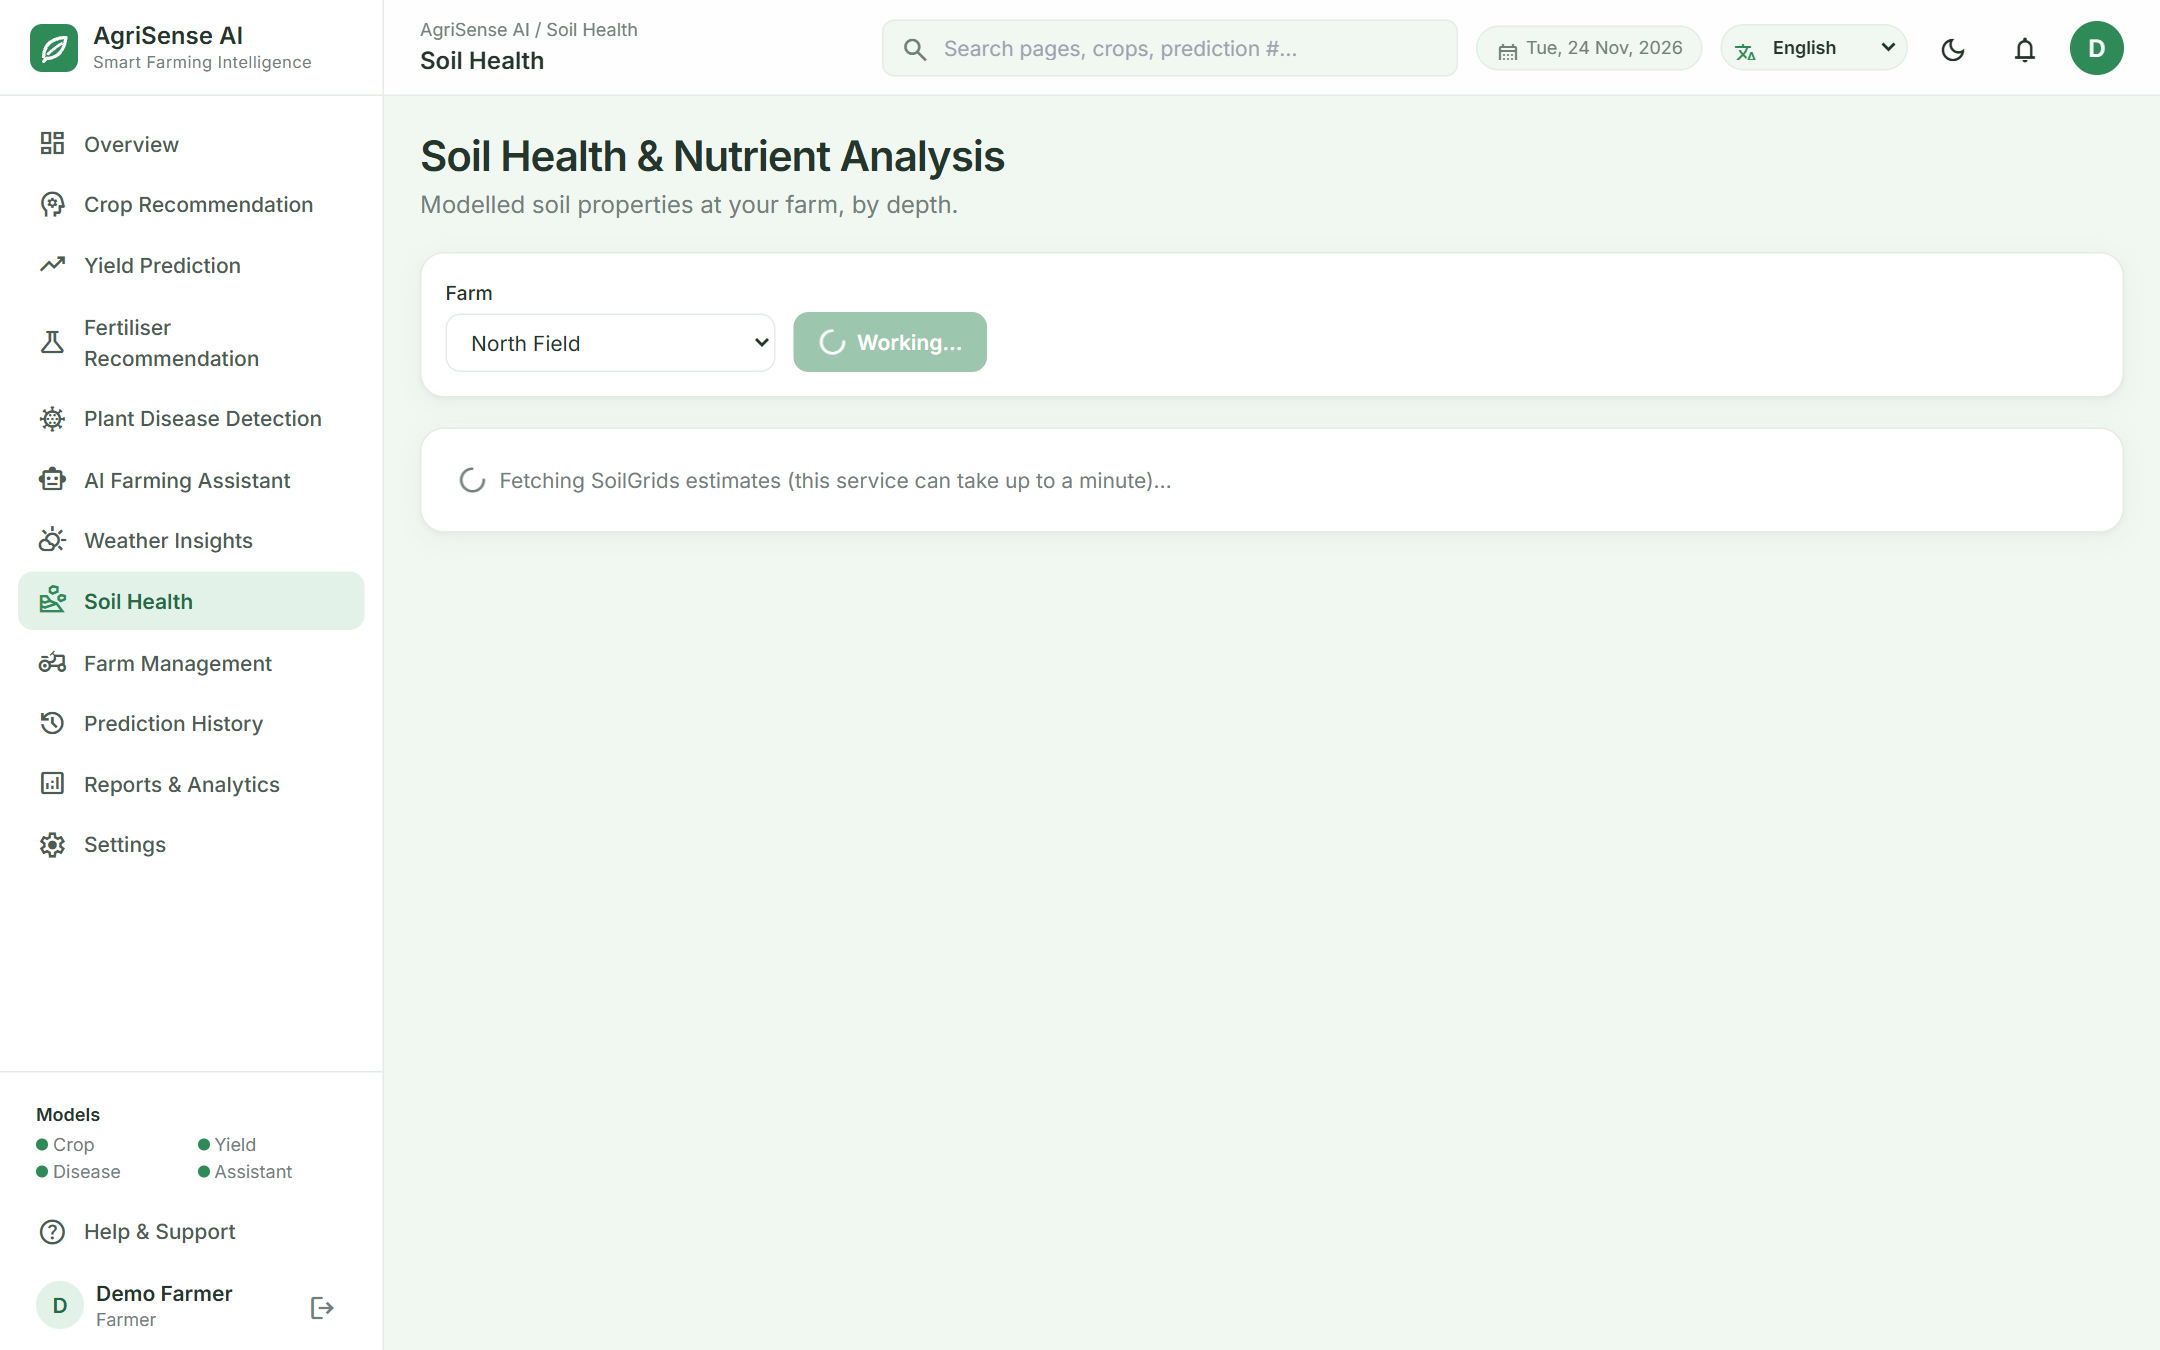 AgriSense AI
Smart Farming Intelligence
AgriSense AI / Soil Health
Soil Health
Search pages, crops, prediction #...
Tue, 24 Nov, 2026
English
D
Overview
Crop Recommendation
Yield Prediction
Fertiliser
Recommendation
Plant Disease Detection
AI Farming Assistant
Weather Insights
Soil Health
Farm Management
Prediction History
Reports & Analytics
Settings
Soil Health & Nutrient Analysis
Modelled soil properties at your farm, by depth.
Farm
North Field
Working...
Fetching SoilGrids estimates (this service can take up to a minute)...
Models
Crop
Yield
Disease
Assistant
Help & Support
D
Demo Farmer
Farmer